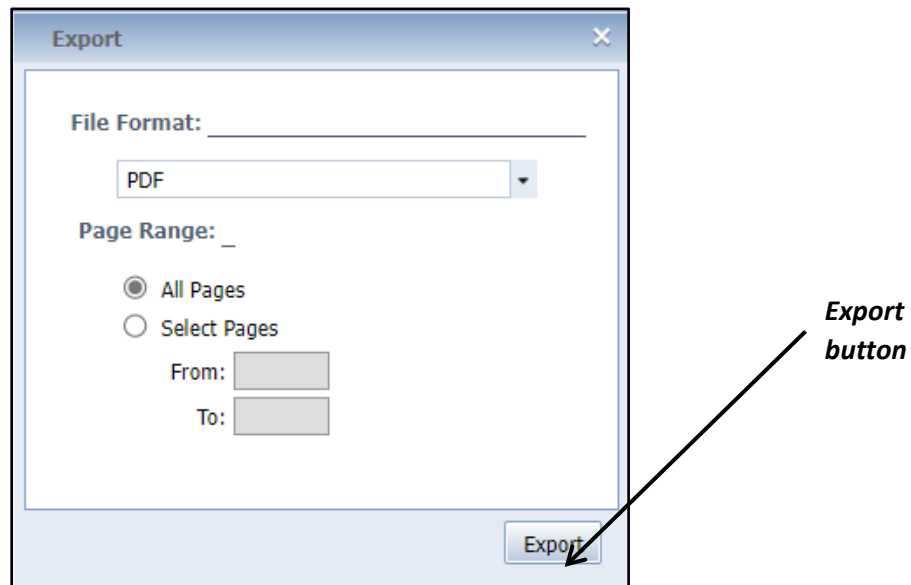 Export
File Format:
PDF
Page Range:
All Pages
Select Pages
From:
To:
Export
Export
button